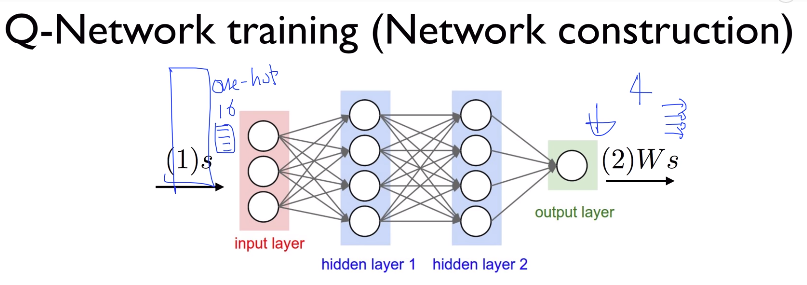 Q-Network training (Network construction)
one-hot
16
4
(1)s
(2)Ws
input layer
hidden layer 1
hidden layer 2
output layer